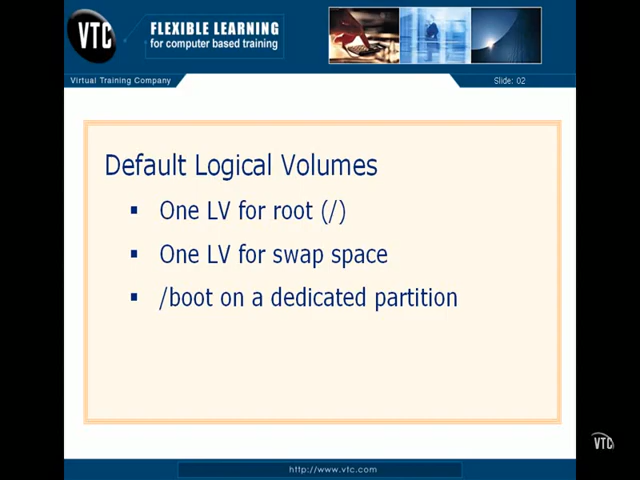 VTC
FLEXIBLE LEARNING
for computer based training
Virtual Training Company
Slide: 02
Default Logical Volumes
▪ One LV for root (/)
▪ One LV for swap space
▪ /boot on a dedicated partition
VTC
http://www.vtc.com